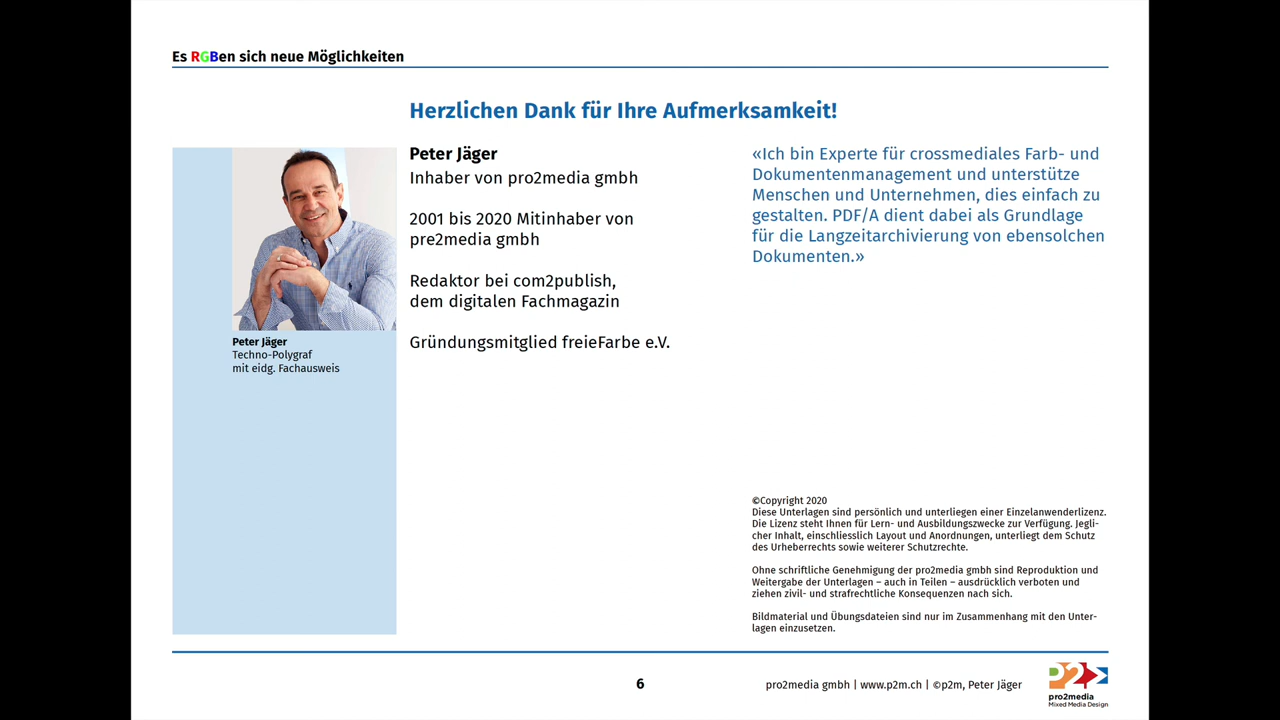 Es RGBen sich neue Möglichkeiten
Herzlichen Dank für Ihre Aufmerksamkeit!
Peter Jäger
Techno-Polygraf
mit eidg. Fachausweis
Peter Jäger
Inhaber von pro2media gmbh
2001 bis 2020 Mitinhaber von
pre2media gmbh
Redaktor bei com2publish,
dem digitalen Fachmagazin
Gründungsmitglied freieFarbe e.V.
«Ich bin Experte für crossmediales Farb- und
Dokumentenmanagement und unterstütze
Menschen und Unternehmen, dies einfach zu
gestalten. PDF/A dient dabei als Grundlage
für die Langzeitarchivierung von ebensolchen
Dokumenten.»
©Copyright 2020
Diese Unterlagen sind persönlich und unterliegen einer Einzelanwenderlizenz.
Die Lizenz steht Ihnen für Lern- und Ausbildungszwecke zur Verfügung. Jegli-
cher Inhalt, einschliesslich Layout und Anordnungen, unterliegt dem Schutz
des Urheberrechts sowie weiterer Schutzrechte.
Ohne schriftliche Genehmigung der pro2media gmbh sind Reproduktion und
Weitergabe der Unterlagen – auch in Teilen – ausdrücklich verboten und
ziehen zivil- und strafrechtliche Konsequenzen nach sich.
Bildmaterial und Übungsdateien sind nur im Zusammenhang mit den Unter-
lagen einzusetzen.
6
pro2media gmbh | www.p2m.ch | ©p2m, Peter Jäger
P2
pro2media
Mixed Media Design